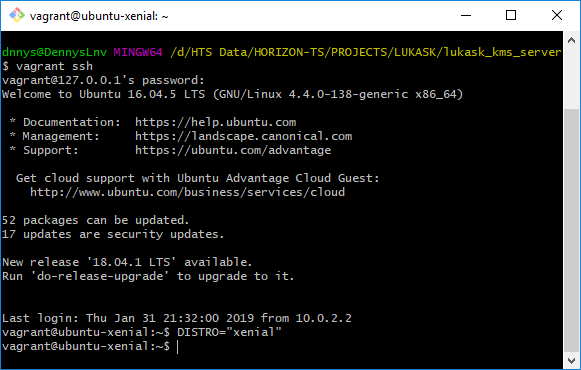 vagrant@ubuntu-xenial: ~
dnnys@DennysLnv MINGW64 /d/HTS Data/HORIZON-TS/PROJECTS/LUKASK/lukask_kms_server
$ vagrant ssh
vagrant@127.0.0.1's password:
Welcome to Ubuntu 16.04.5 LTS (GNU/Linux 4.4.0-138-generic x86_64)
* Documentation: https://help.ubuntu.com
* Management: https://landscape.canonical.com
* Support: https://ubuntu.com/advantage
Get cloud support with Ubuntu Advantage Cloud Guest:
http://www.ubuntu.com/business/services/cloud
52 packages can be updated.
17 updates are security updates.
New release '18.04.1 LTS' available.
Run 'do-release-upgrade' to upgrade to it.
Last login: Thu Jan 31 21:32:00 2019 from 10.0.2.2
vagrant@ubuntu-xenial:~$ DISTRO="xenial"
vagrant@ubuntu-xenial:~$